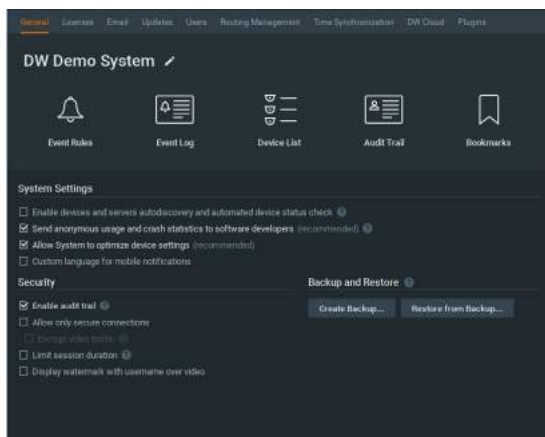 General Licenses Email Updates Users Routing Management Time Synchronization DW Cloud Plugins
DW Demo System
Event Rules Event Log Device List Audit Trail Bookmarks
System Settings
Enable devices and servers autodiscovery and automated device status check ?
Send anonymous usage and crash statistics to software developers (recommended) ?
Allow System to optimize device settings (recommended)
Custom language for mobile notifications
Security
Enable audit trail ?
Allow only secure connections
Encrypt video traffic ?
Limit session duration ?
Display watermark with username over video
Backup and Restore ?
Create Backup... Restore from Backup...